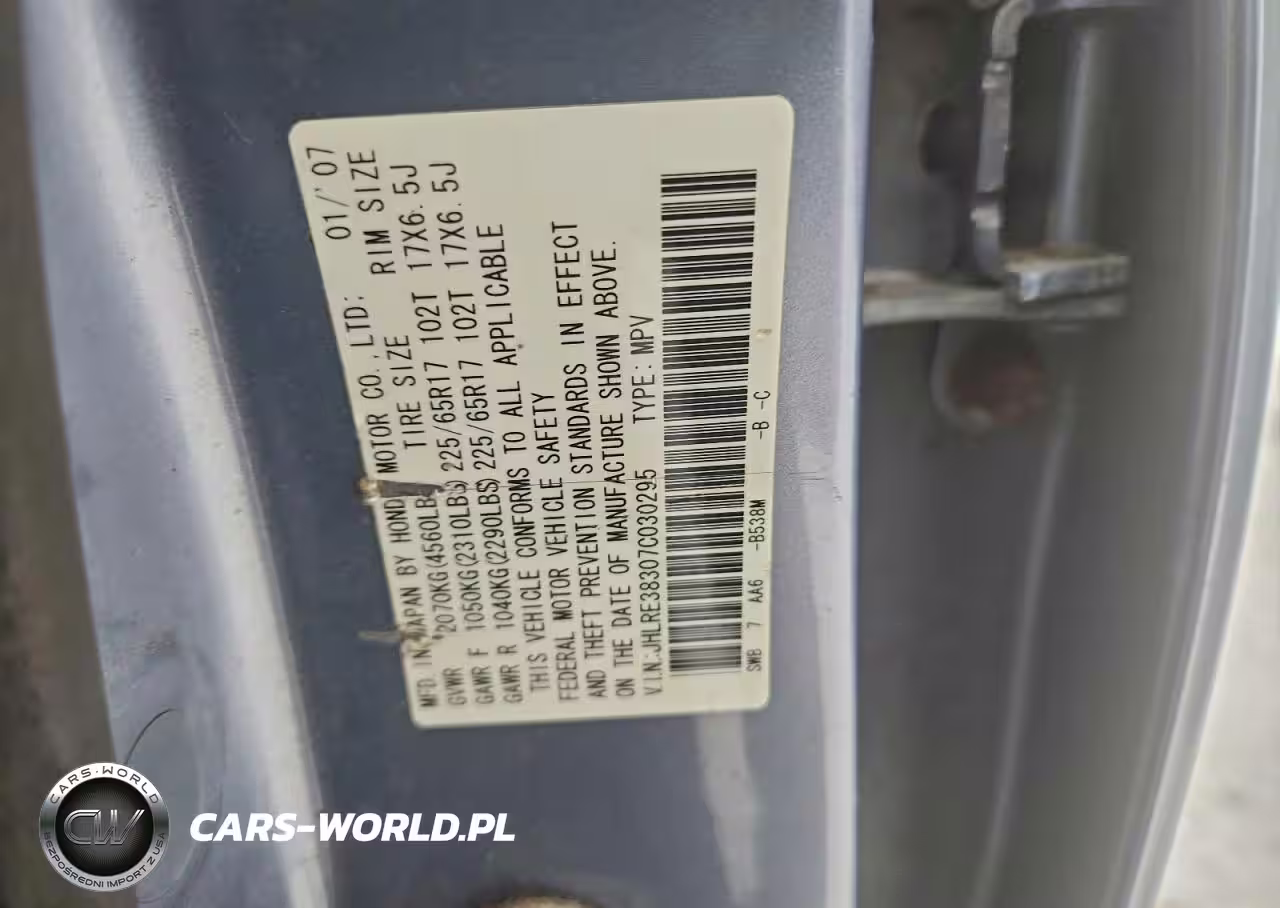 MFD. IN JAPAN BY HONDA MOTOR CO., LTD: 01/'07
TIRE SIZE RIM SIZE
GVWR 2070KG(4560LBS)
GAWR F 1050KG(2310LBS) 225/65R17 102T 17X6.5J
GAWR R 1040KG(2290LBS) 225/65R17 102T 17X6.5J
THIS VEHICLE CONFORMS TO ALL APPLICABLE
FEDERAL MOTOR VEHICLE SAFETY
AND THEFT PREVENTION STANDARDS IN EFFECT
ON THE DATE OF MANUFACTURE SHOWN ABOVE.
V.I.N.:JHLRE38307C030295 TYPE: MPV
SWB 7 AA6 -B538M -B -C
CARS-WORLD
CW
BEZPOŚREDNI IMPORT Z USA
CARS-WORLD.PL